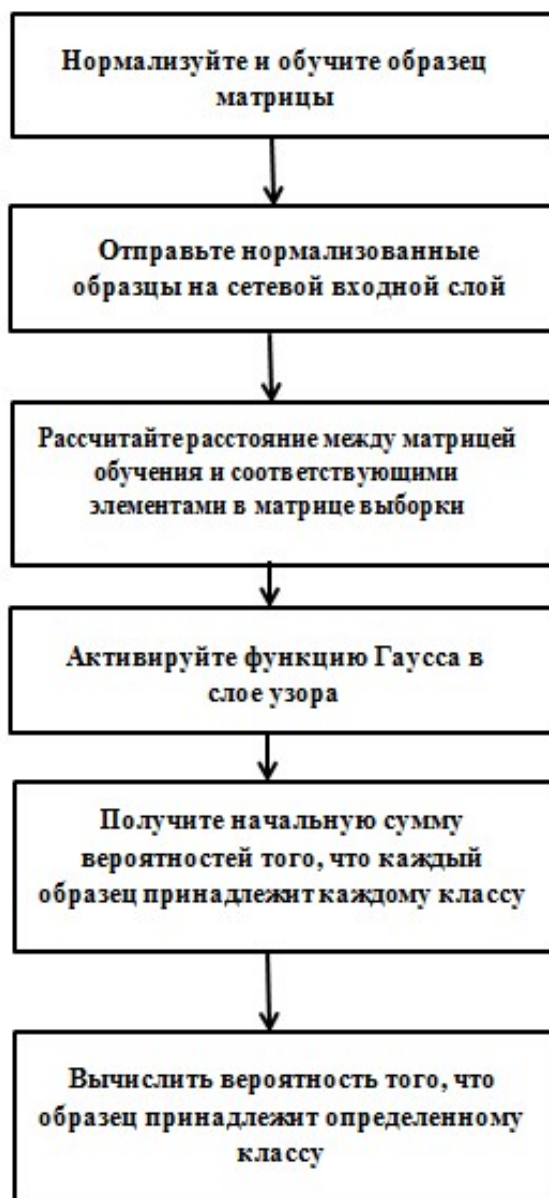 Нормализуйте и обучите образец
матрицы
Отправьте нормализованные
образцы на сетевой входной слой
Рассчитайте расстояние между матрицей
обучения и соответствующими
элементами в матрице выборки
Активируйте функцию Гаусса в
слое узора
Получите начальную сумму
вероятностей того, что каждый
образец принадлежит каждому классу
Вычислить вероятность того, что
образец принадлежит определенному
классу